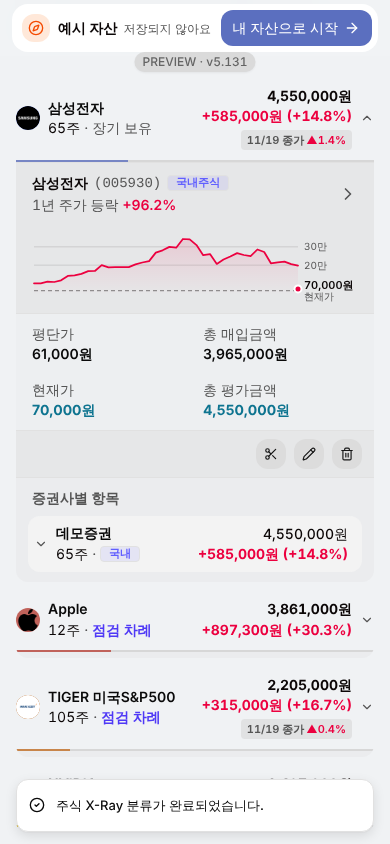 예시 자산 저장되지 않아요 내 자산으로 시작
PREVIEW · v5.131
4,550,000원
삼성전자
+585,000원 (+14.8%)
65주 · 장기 보유
11/19 종가 ▲1.4%
삼성전자 (005930) 국내주식
1년 주가 등락 +96.2%
30만
20만
70,000원
현재가
평단가 총 매입금액
61,000원 3,965,000원
현재가 총 평가금액
70,000원 4,550,000원
증권사별 항목
데모증권 4,550,000원
65주 · 국내 +585,000원 (+14.8%)
Apple 3,861,000원
12주 · 점검 차례 +897,300원 (+30.3%)
2,205,000원
TIGER 미국S&P500
+315,000원 (+16.7%)
105주 · 점검 차례
11/19 종가 ▲0.4%
주식 X-Ray 분류가 완료되었습니다.